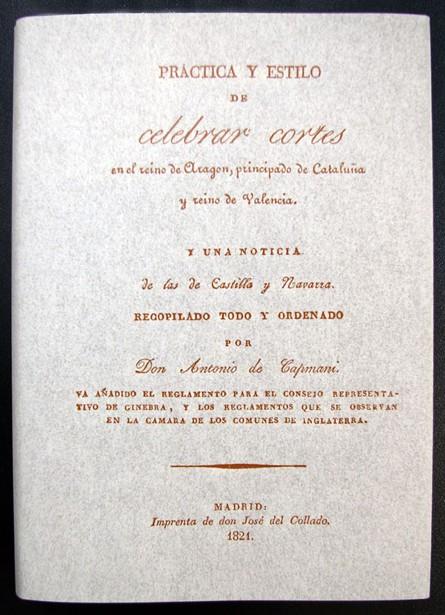 PRÁCTICA Y ESTILO
DE
celebrar cortes
en el reino de Aragon, principado de Cataluña
y reino de Valencia.
Y UNA NOTICIA
de las de Castilla y Navarra.
RECOPILADO TODO Y ORDENADO
POR
Don Antonio de Capmani.
VA AÑADIDO EL REGLAMENTO PARA EL CONSEJO REPRESENTA-
TIVO DE GINEBRA, Y LOS REGLAMENTOS QUE SE OBSERVAN
EN LA CAMARA DE LOS COMUNES DE INGLATERRA.
MADRID:
Imprenta de don José del Collado.
1821.